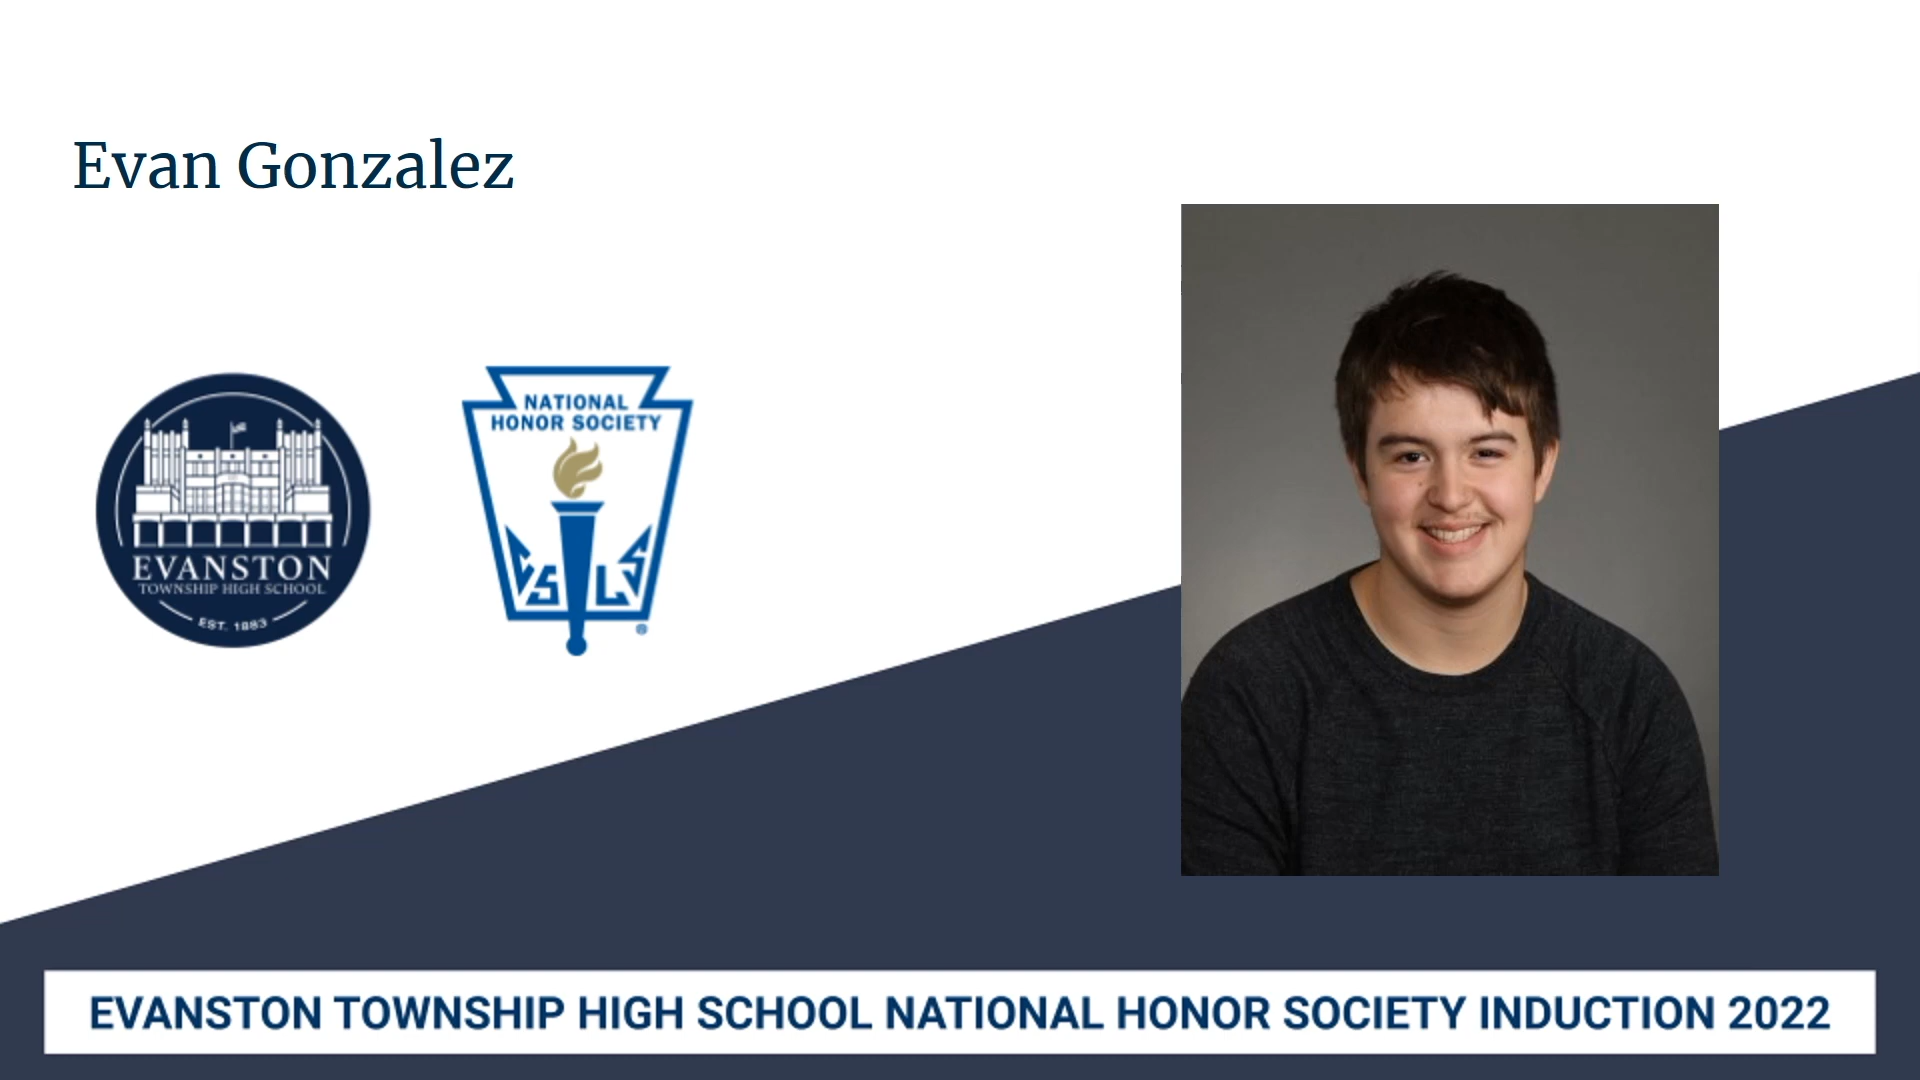 Evan Gonzalez
NATIONAL
HONOR SOCIETY
EVANSTON
TOWNSHIP HIGH SCHOOL
EST. 1883
C S L S
®
EVANSTON TOWNSHIP HIGH SCHOOL NATIONAL HONOR SOCIETY INDUCTION 2022